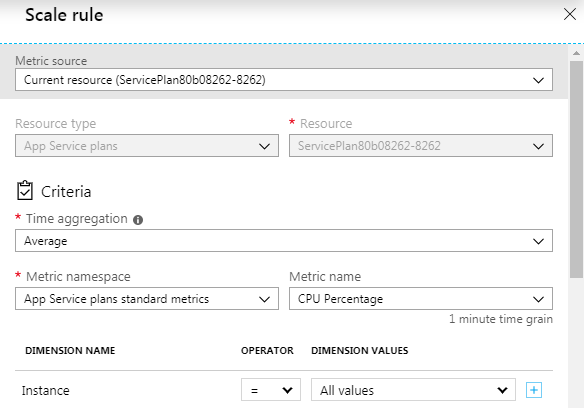 Scale rule
Metric source
Current resource (ServicePlan80b08262-8262)
Resource type
* Resource
App Service plans
ServicePlan80b08262-8262
Criteria
* Time aggregation
Average
* Metric namespace
Metric name
App Service plans standard metrics
CPU Percentage
1 minute time grain
DIMENSION NAME OPERATOR DIMENSION VALUES
Instance = All values